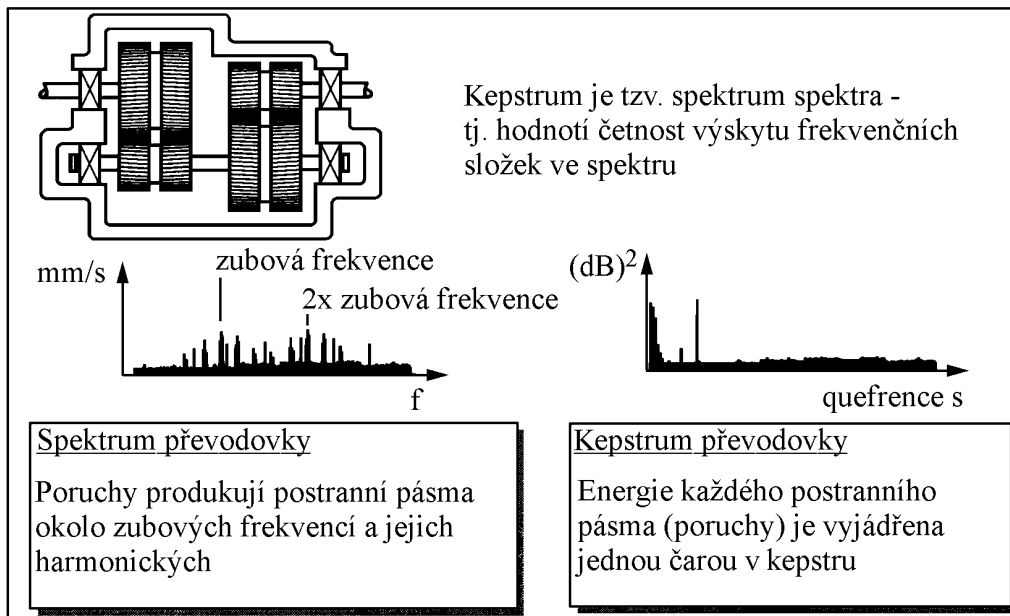 Kepstrum je tzv. spektrum spektra -
tj. hodnotí četnost výskytu frekvenčních
složek ve spektru
mm/s
zubová frekvence
2x zubová frekvence
f
(dB)²
quefrence s
Spektrum převodovky
Poruchy produkují postranní pásma
okolo zubových frekvencí a jejich
harmonických
Kepstrum převodovky
Energie každého postranního
pásma (poruchy) je vyjádřena
jednou čarou v kepstru